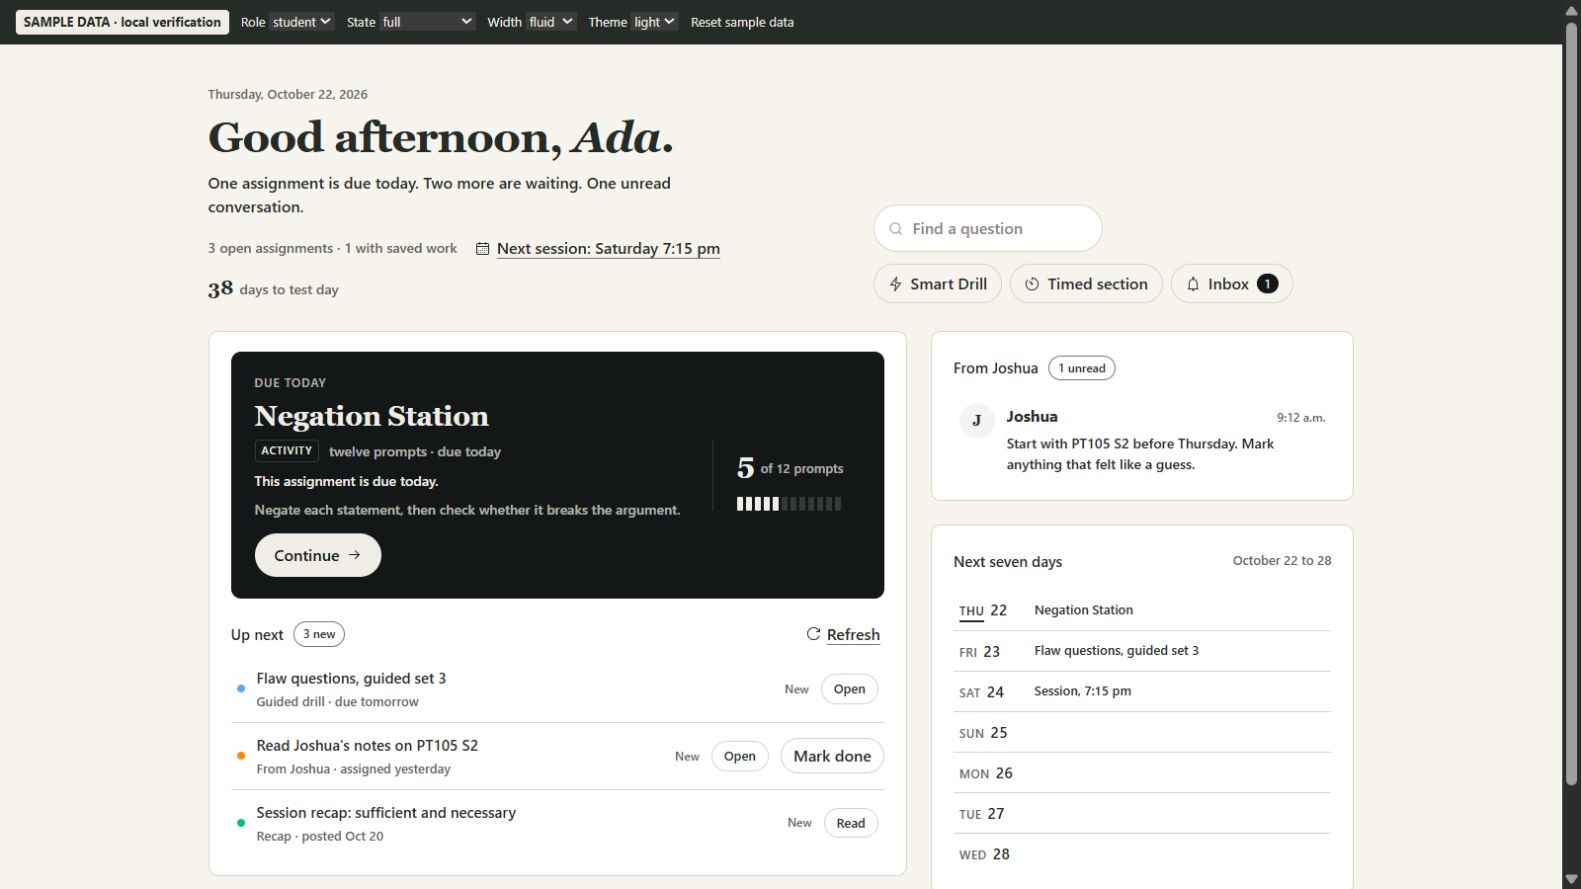 SAMPLE DATA · local verification Role student State full Width fluid Theme light Reset sample data
Thursday, October 22, 2026
Good afternoon, Ada.
One assignment is due today. Two more are waiting. One unread
conversation.
3 open assignments · 1 with saved work Next session: Saturday 7:15 pm
38 days to test day
Find a question
Smart Drill Timed section Inbox 1
DUE TODAY
Negation Station
ACTIVITY twelve prompts · due today
This assignment is due today.
Negate each statement, then check whether it breaks the argument.
Continue
5 of 12 prompts
Up next 3 new Refresh
Flaw questions, guided set 3
Guided drill · due tomorrow
New Open
Read Joshua's notes on PT105 S2
From Joshua · assigned yesterday
New Open Mark done
Session recap: sufficient and necessary
Recap · posted Oct 20
New Read
From Joshua 1 unread
J
Joshua 9:12 a.m.
Start with PT105 S2 before Thursday. Mark
anything that felt like a guess.
Next seven days October 22 to 28
THU 22 Negation Station
FRI 23 Flaw questions, guided set 3
SAT 24 Session, 7:15 pm
SUN 25
MON 26
TUE 27
WED 28